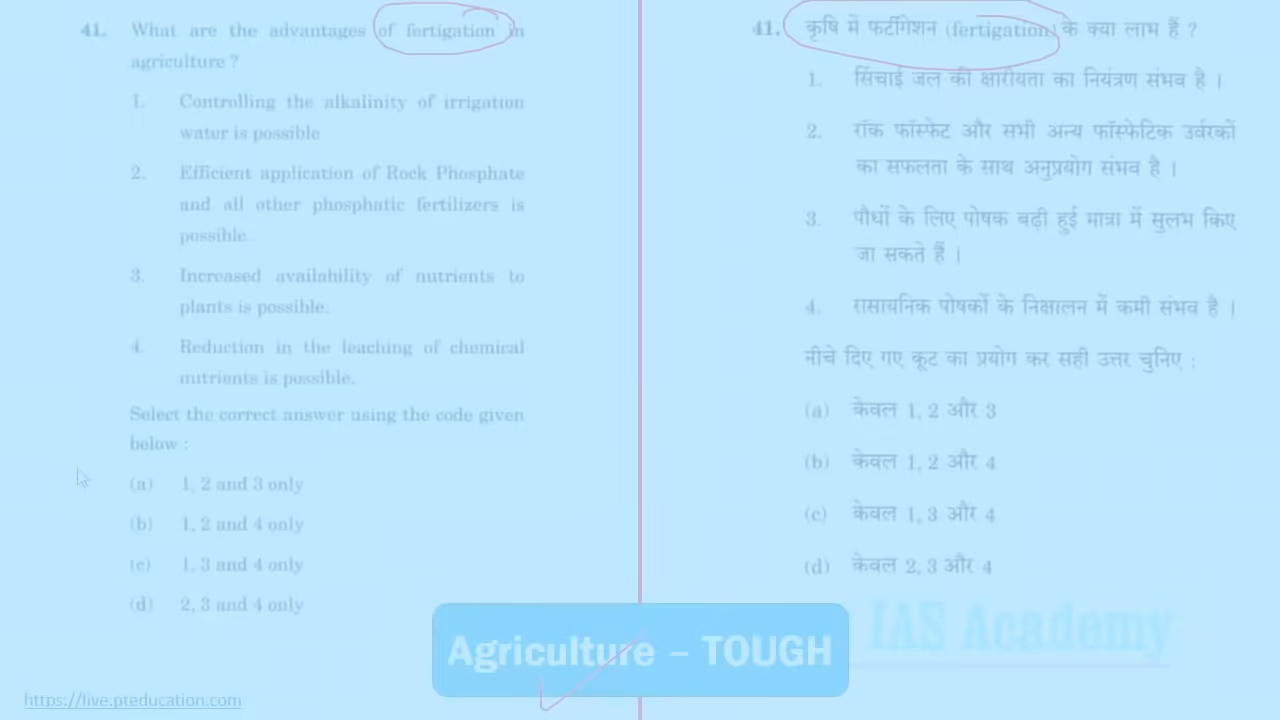 41. What are the advantages of fertigation in
agriculture ?
1. Controlling the alkalinity of irrigation
water is possible
2. Efficient application of Rock Phosphate
and all other phosphatic fertilizers is
possible.
3. Increased availability of nutrients to
plants is possible.
4. Reduction in the leaching of chemical
nutrients is possible.
Select the correct answer using the code given
below :
(a) 1, 2 and 3 only
(b) 1, 2 and 4 only
(c) 1, 3 and 4 only
(d) 2, 3 and 4 only
41. कृषि में फर्टीगेशन (fertigation) के क्या लाभ हैं ?
1. सिंचाई जल की क्षारीयता का नियंत्रण संभव है ।
2. रॉक फॉस्फेट और सभी अन्य फॉस्फेटिक उर्वरकों
का सफलता के साथ अनुप्रयोग संभव है ।
3. पौधों के लिए पोषक बढ़ी हुई मात्रा में सुलभ किए
जा सकते हैं ।
4. रासायनिक पोषकों के निक्षालन में कमी संभव है ।
नीचे दिए गए कूट का प्रयोग कर सही उत्तर चुनिए :
(a) केवल 1, 2 और 3
(b) केवल 1, 2 और 4
(c) केवल 1, 3 और 4
(d) केवल 2, 3 और 4
IAS Academy
Agriculture – TOUGH
https://live.pteducation.com